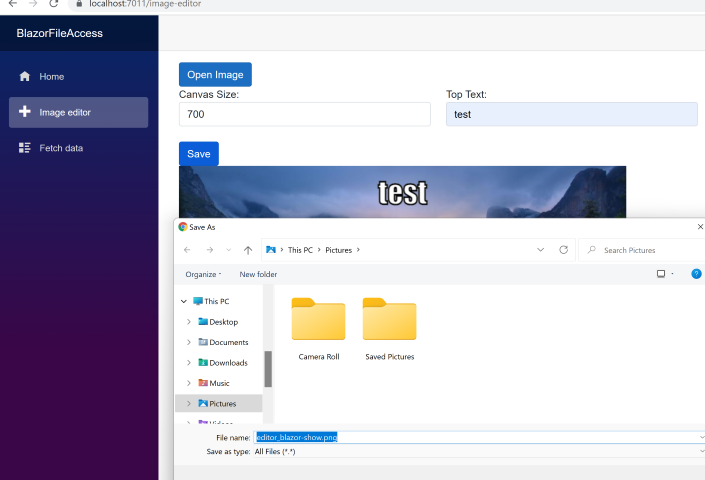 localhost:7011/image-editor
BlazorFileAccess
Home
Image editor
Fetch data
Open Image
Canvas Size:
Top Text:
700
test
Save
test
Save As
This PC > Pictures >
Search Pictures
Organize
New folder
?
This PC
Desktop
Documents
Downloads
Music
Pictures
Camera Roll
Saved Pictures
File name: editor_blazor-show.png
Save as type: All Files (*.*)